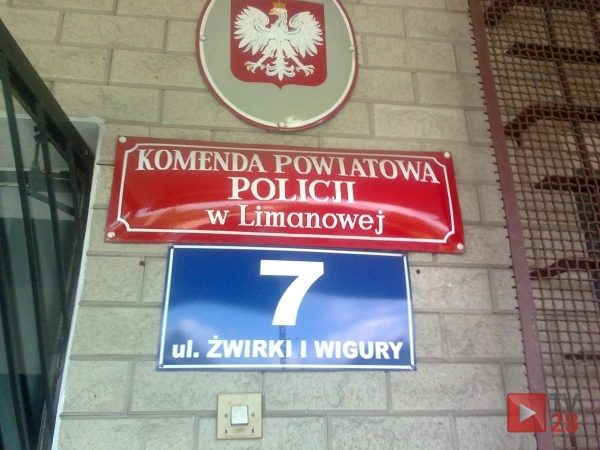 KOMENDA POWIATOWA
POLICJI
w Limanowej
7
ul. ŻWIRKI I WIGURY
TV
28